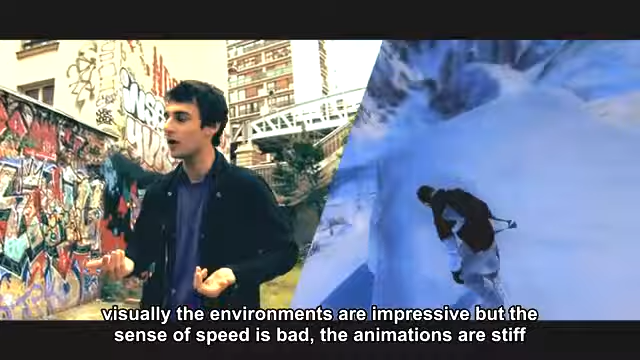 visually the environments are impressive but the
sense of speed is bad, the animations are stiff